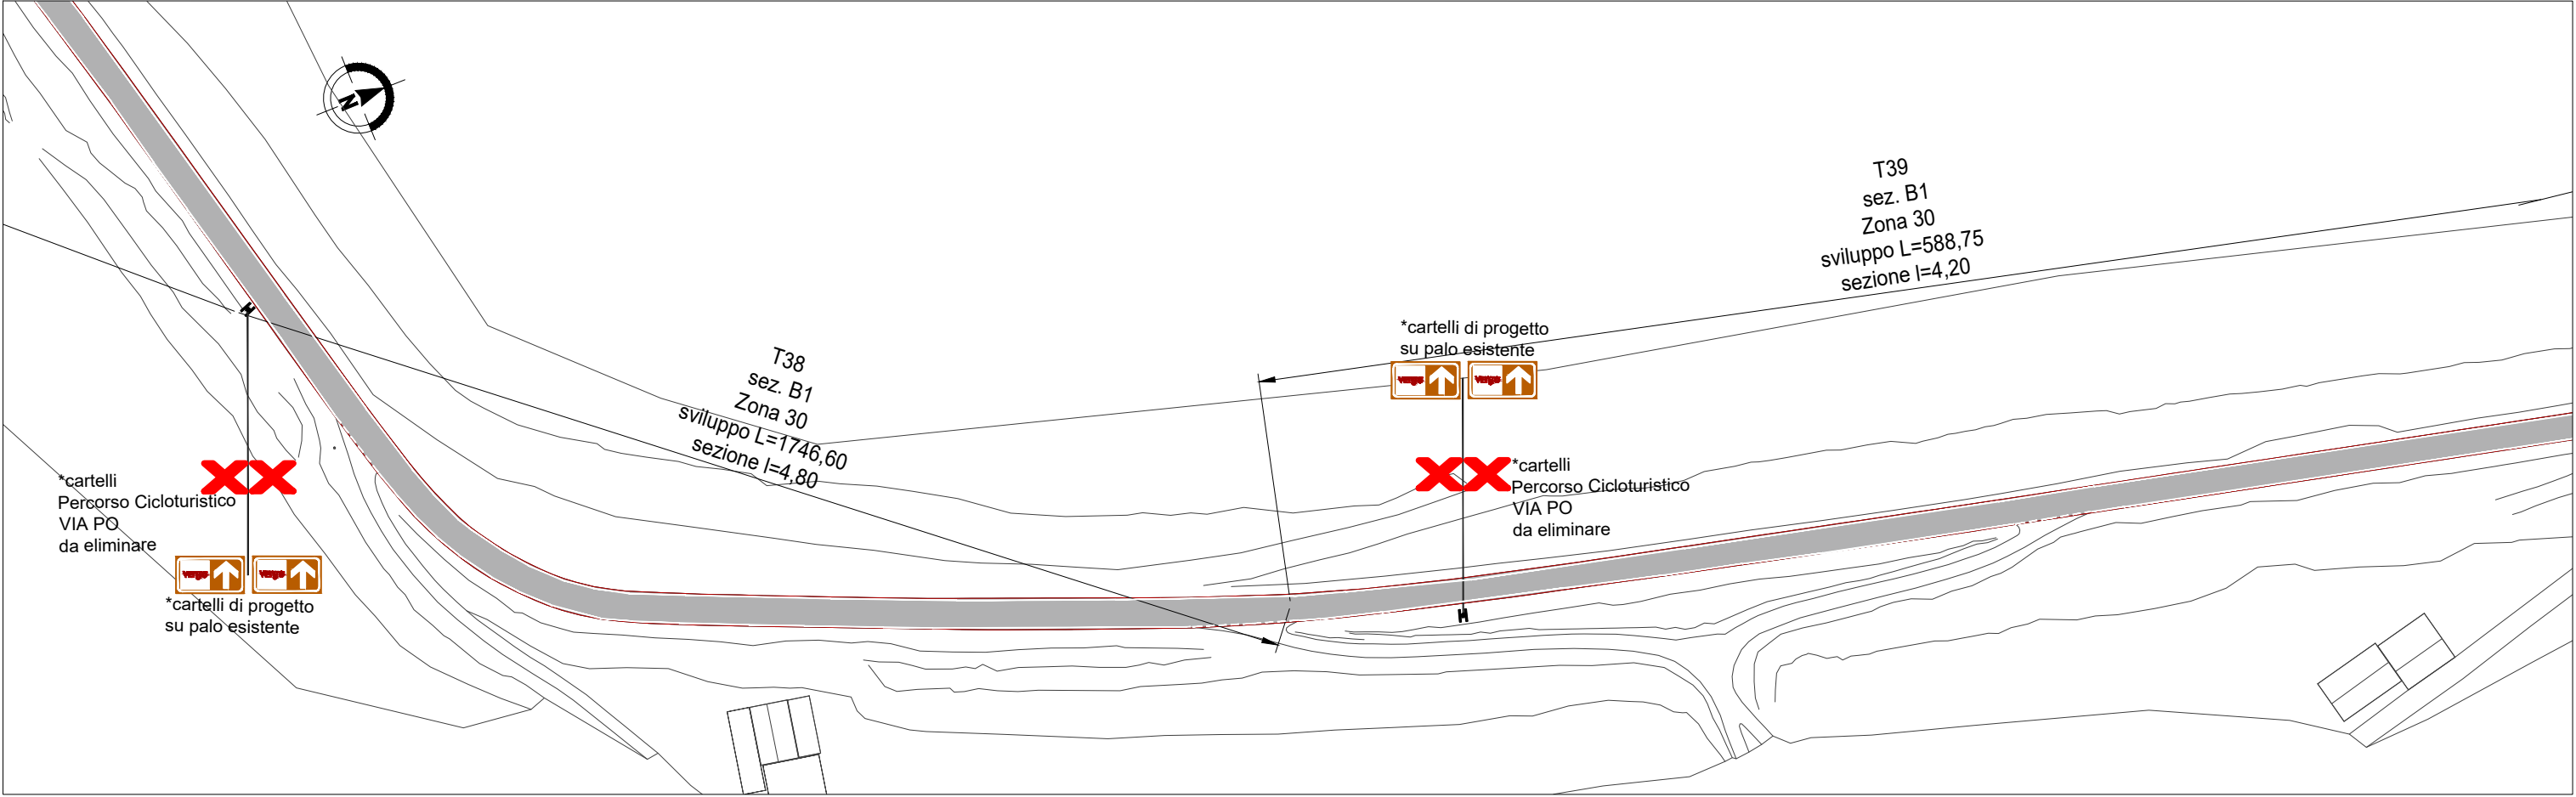 N
T39
sez. B1
Zona 30
sviluppo L=588,75
sezione l=4,20
*cartelli di progetto
su palo esistente
T38
sez. B1
Zona 30
sviluppo L=1746,60
sezione l=4,80
*cartelli
Percorso Cicloturistico
VIA PO
da eliminare
*cartelli
Percorso Cicloturistico
VIA PO
da eliminare
*cartelli di progetto
su palo esistente